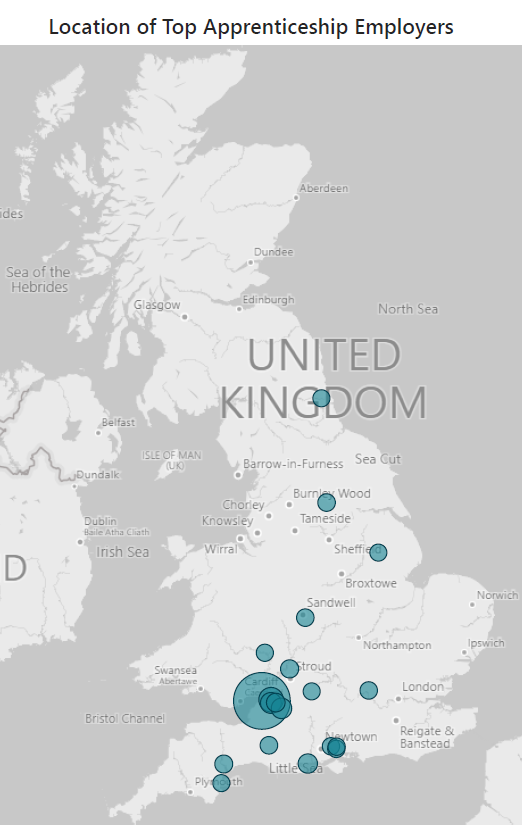 Location of Top Apprenticeship Employers
Aberdeen
ides
Dundee
Sea of the
Hebrides
Edinburgh
Glasgow
North Sea
UNITED
KINGDOM
Belfast
ISLE OF MAN
(UK)
Sea Cut
Barrow-in-Furness
Dundalk
Burnley Wood
Chorley
Dublin
Baile Átha Cliath
Knowsley
Tameside
Irish Sea
Wirral
Sheffield
D
Broxtowe
Norwich
Sandwell
Northampton
Ipswich
Stroud
Swansea
Abertawe
Cardiff
London
Bristol Channel
Reigate &
Banstead
Newtown
Little Sea
Plymouth